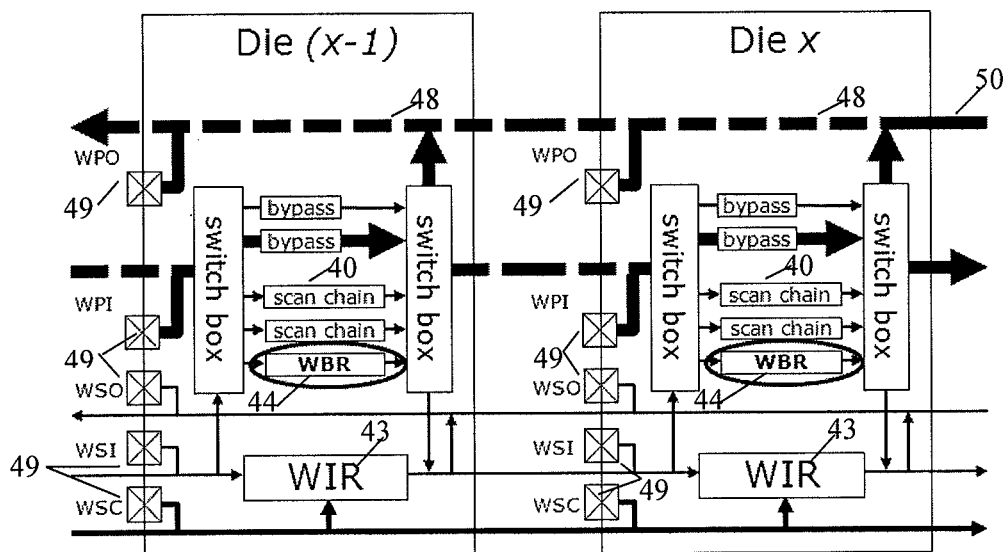 Die (x-1)
Die x
48
48
50
WPO
49
WPO
49
switch box
bypass
bypass
40
scan chain
scan chain
WBR
44
switch box
switch box
bypass
bypass
40
scan chain
scan chain
WBR
44
switch box
WPI
49
WSO
WPI
49
WSO
WSI
49
WSC
WIR
43
WSI
49
WSC
WIR
43